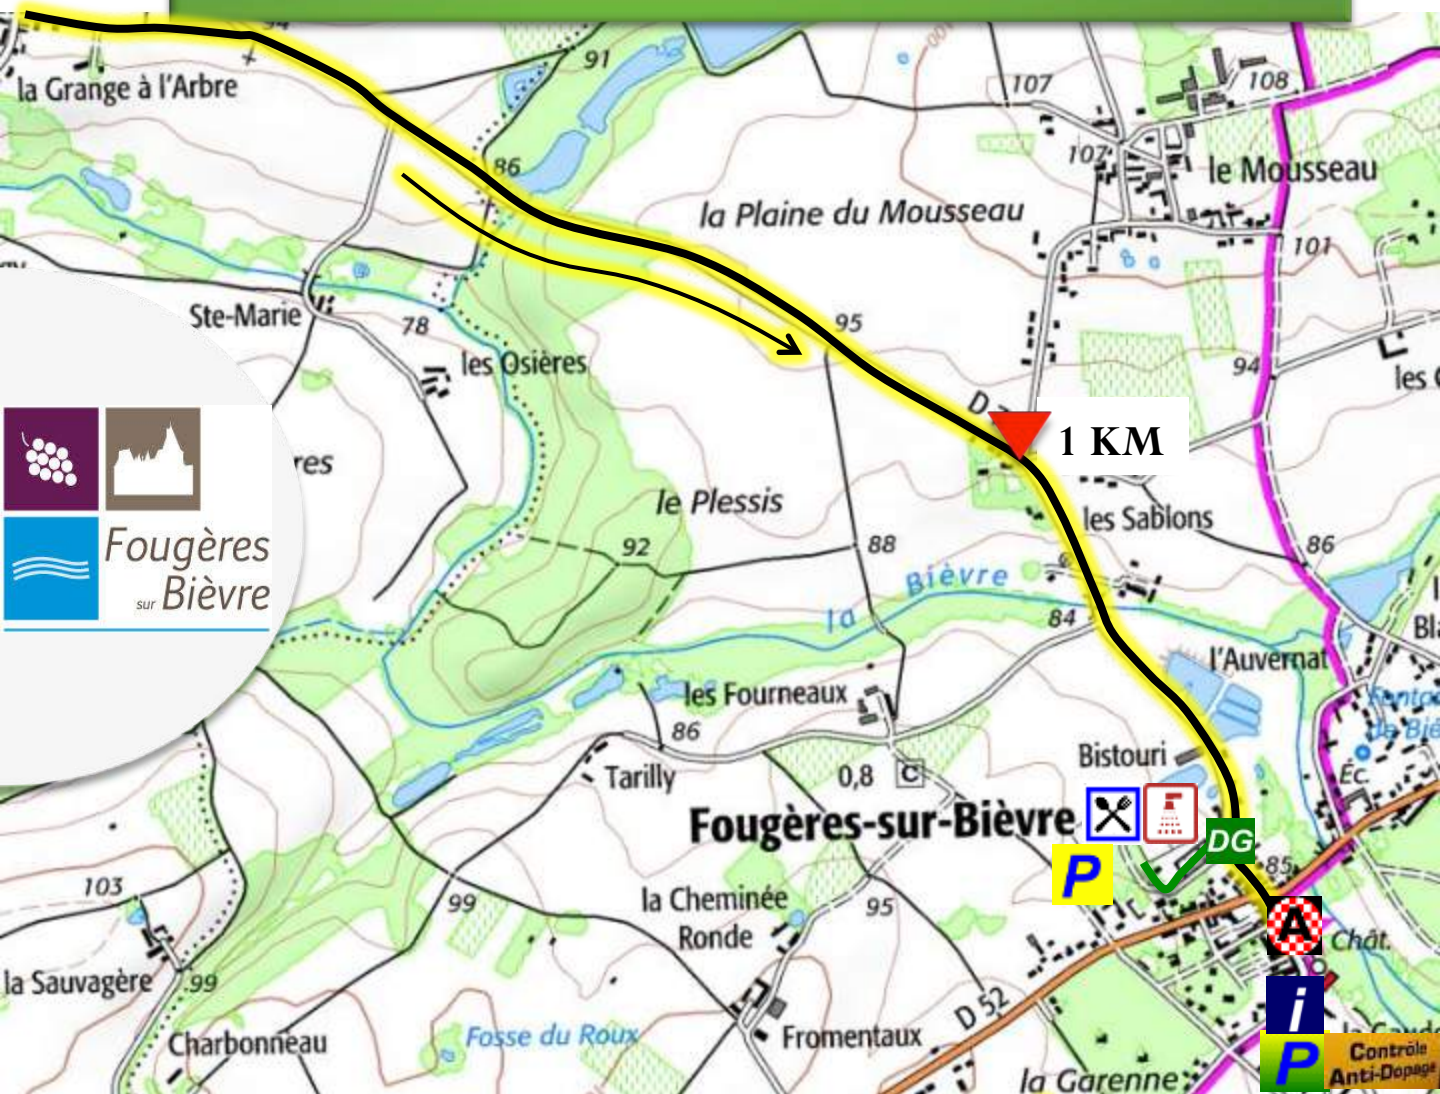 94
91
la Grange à l'Arbre
107
108
86
107
le Mousseau
la Plaine du Mousseau
101
Ste-Marie
78
95
les Osières
94
les
D
1 KM
res
le Plessis
les Sablons
Fougères
sur Bièvre
92
88
86
la Bièvre
84
l'Auvernat
les Fourneaux
86
Bistouri
Tarilly
0,8 C
Éc.
Fougères-sur-Bièvre
DG
P
85
103
99
la Cheminée
Ronde
95
A
Chât.
la Sauvagère
99
i
D 52
Charbonneau
Fosse du Roux
Fromentaux
P
Contrôle
Anti-Dopage
la Garenne